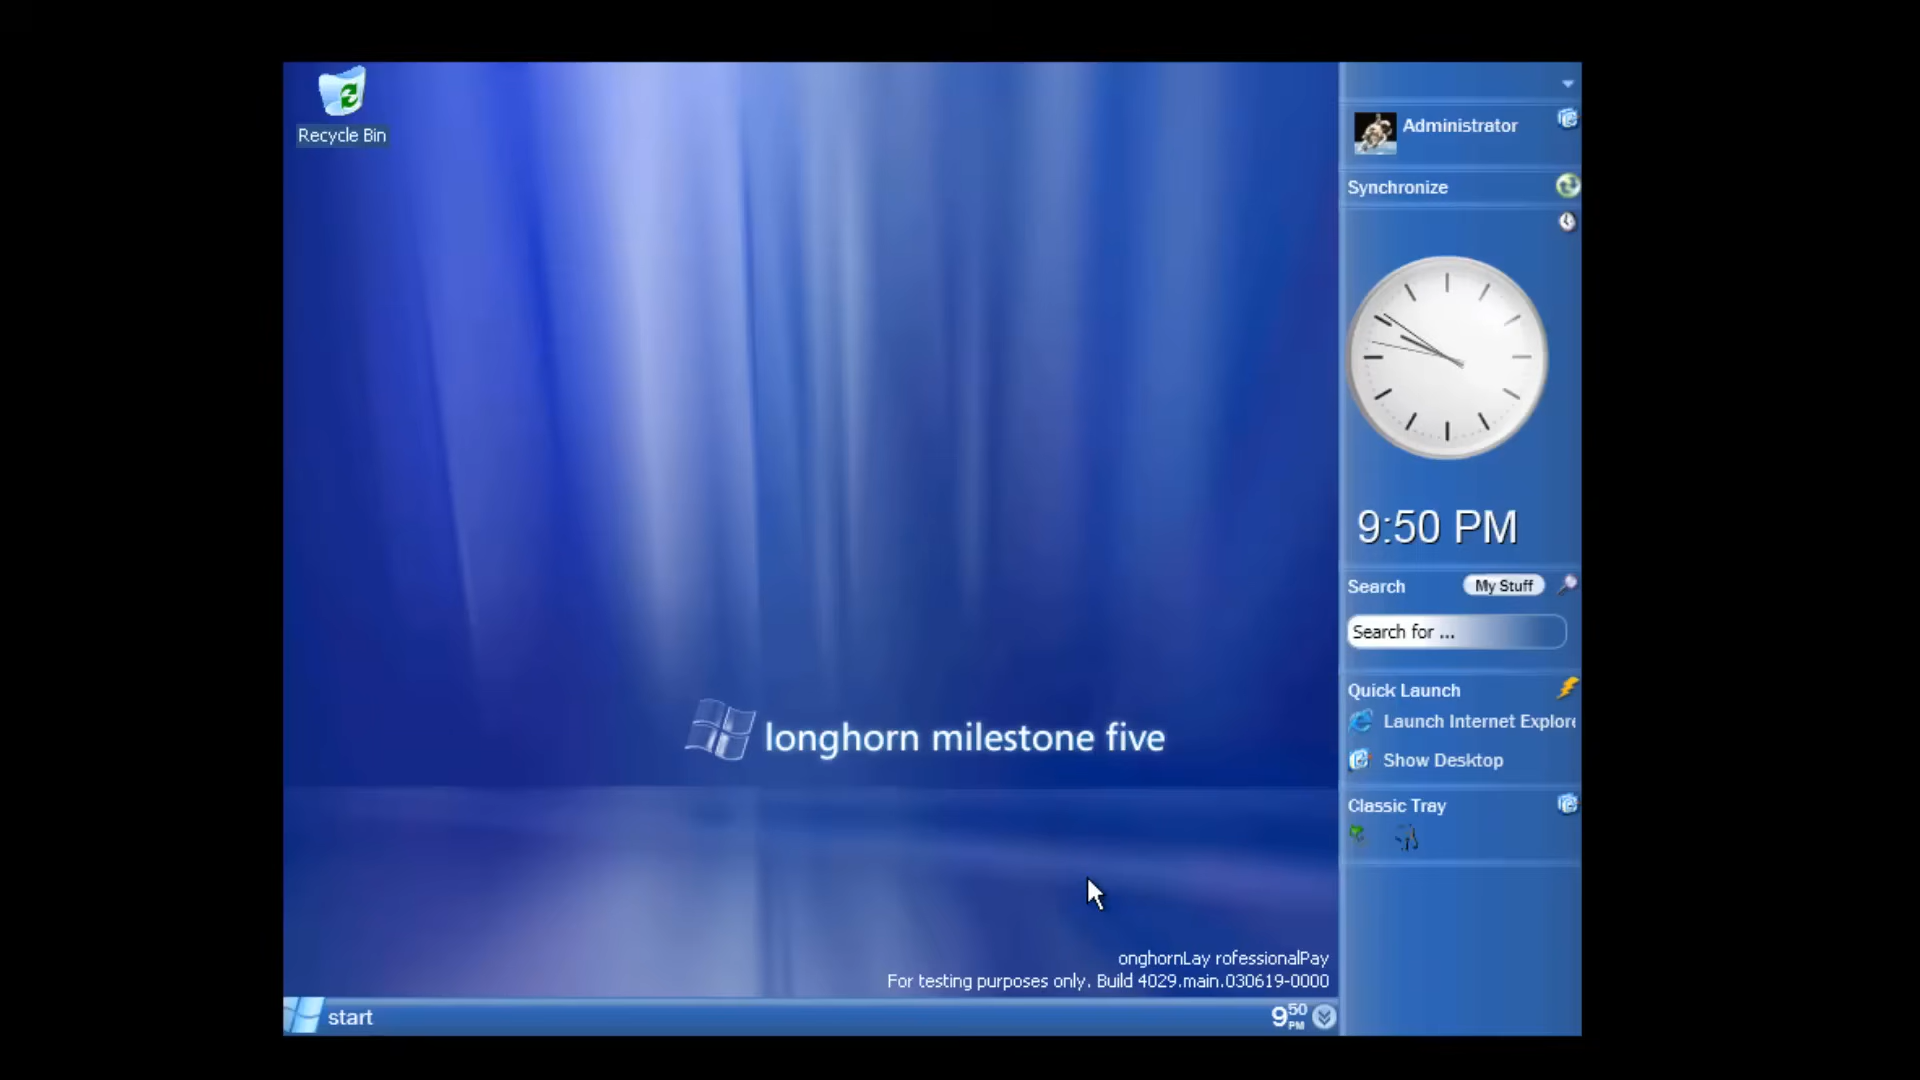 Recycle Bin
longhorn milestone five
onghornLay rofessionalPay
For testing purposes only. Build 4029.main.030619-0000
start
9 50 PM
Administrator
Synchronize
9:50 PM
Search My Stuff
Search for ...
Quick Launch
Launch Internet Explore
Show Desktop
Classic Tray